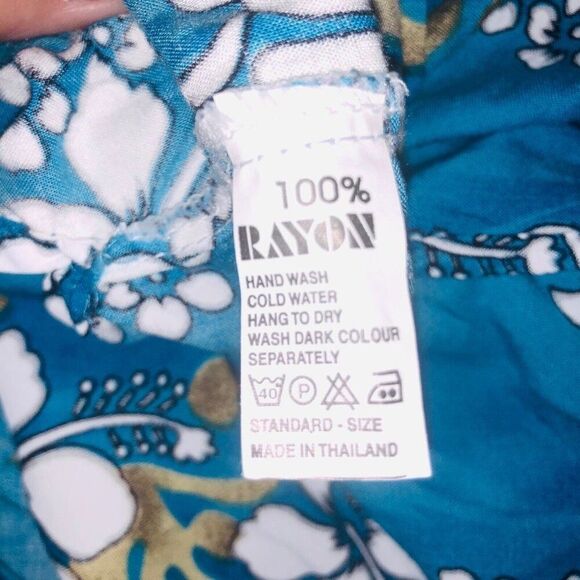 100%
RAYON
HAND WASH
COLD WATER
HANG TO DRY
WASH DARK COLOUR
SEPARATELY
40 P
STANDARD - SIZE
MADE IN THAILAND